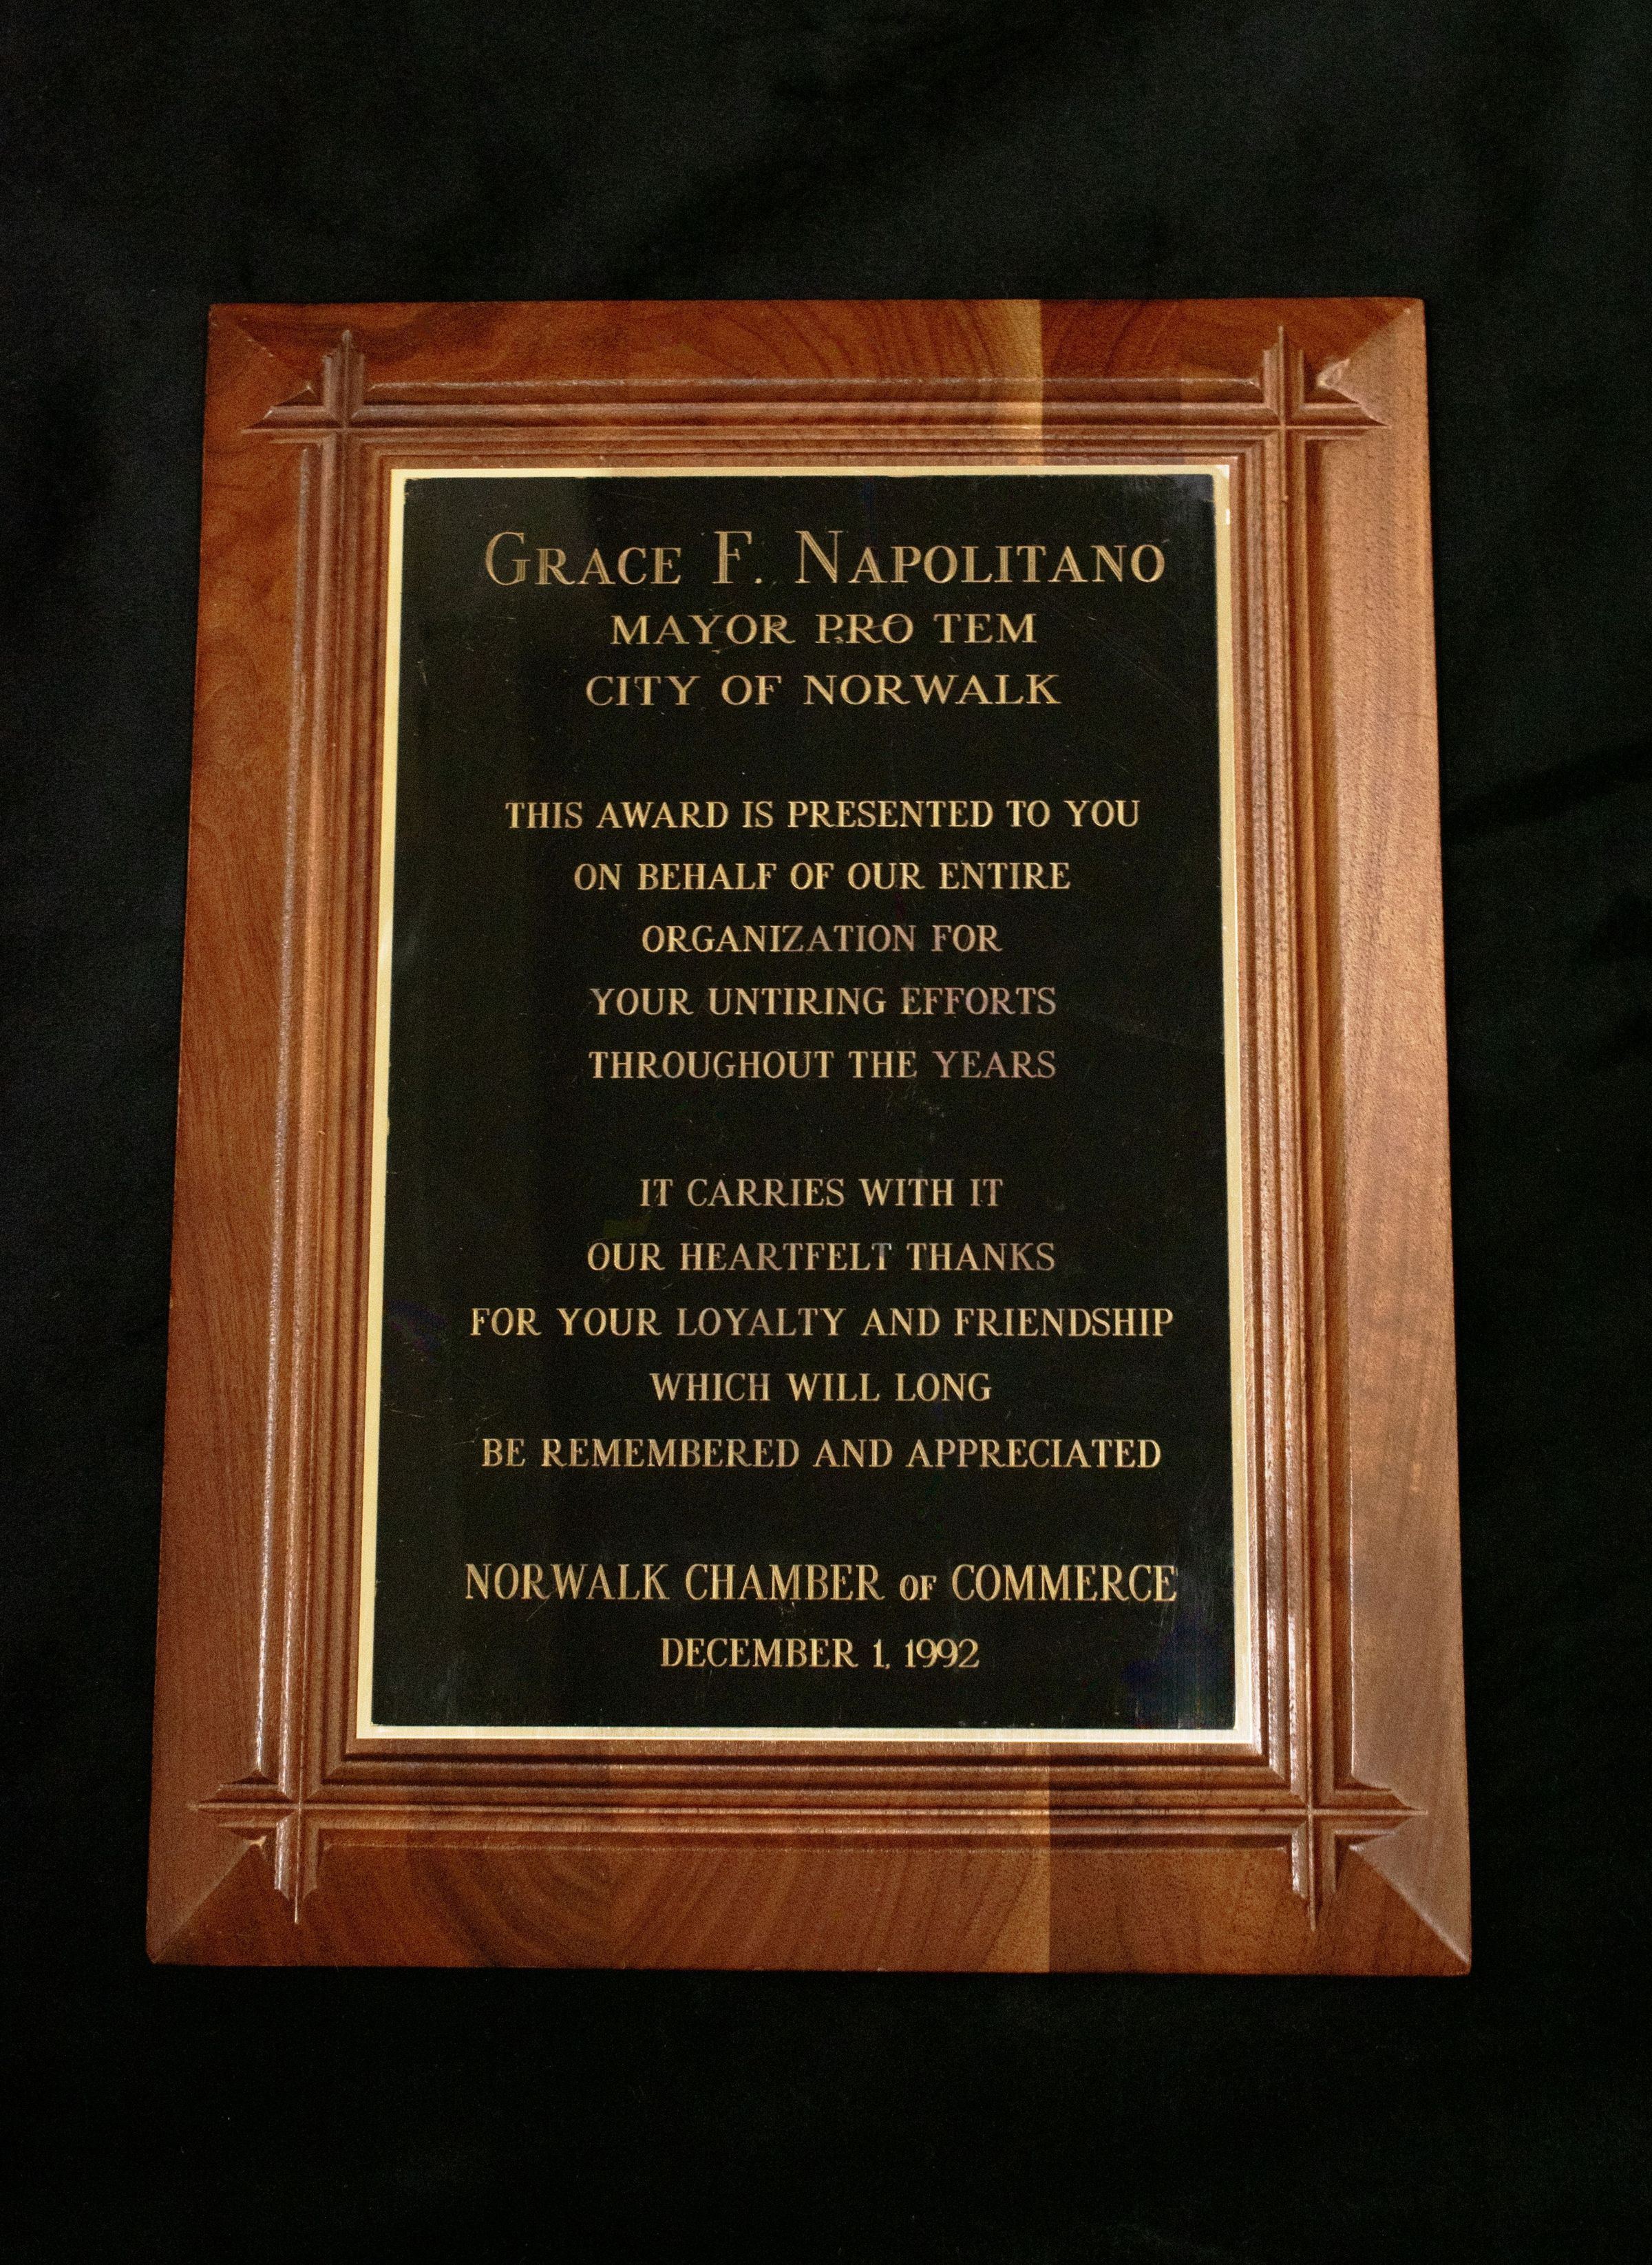 GRACE F. NAPOLITANO
MAYOR PRO TEM
CITY OF NORWALK
THIS AWARD IS PRESENTED TO YOU
ON BEHALF OF OUR ENTIRE
ORGANIZATION FOR
YOUR UNTIRING EFFORTS
THROUGHOUT THE YEARS
IT CARRIES WITH IT
OUR HEARTFELT THANKS
FOR YOUR LOYALTY AND FRIENDSHIP
WHICH WILL LONG
BE REMEMBERED AND APPRECIATED
NORWALK CHAMBER OF COMMERCE
DECEMBER 1, 1992